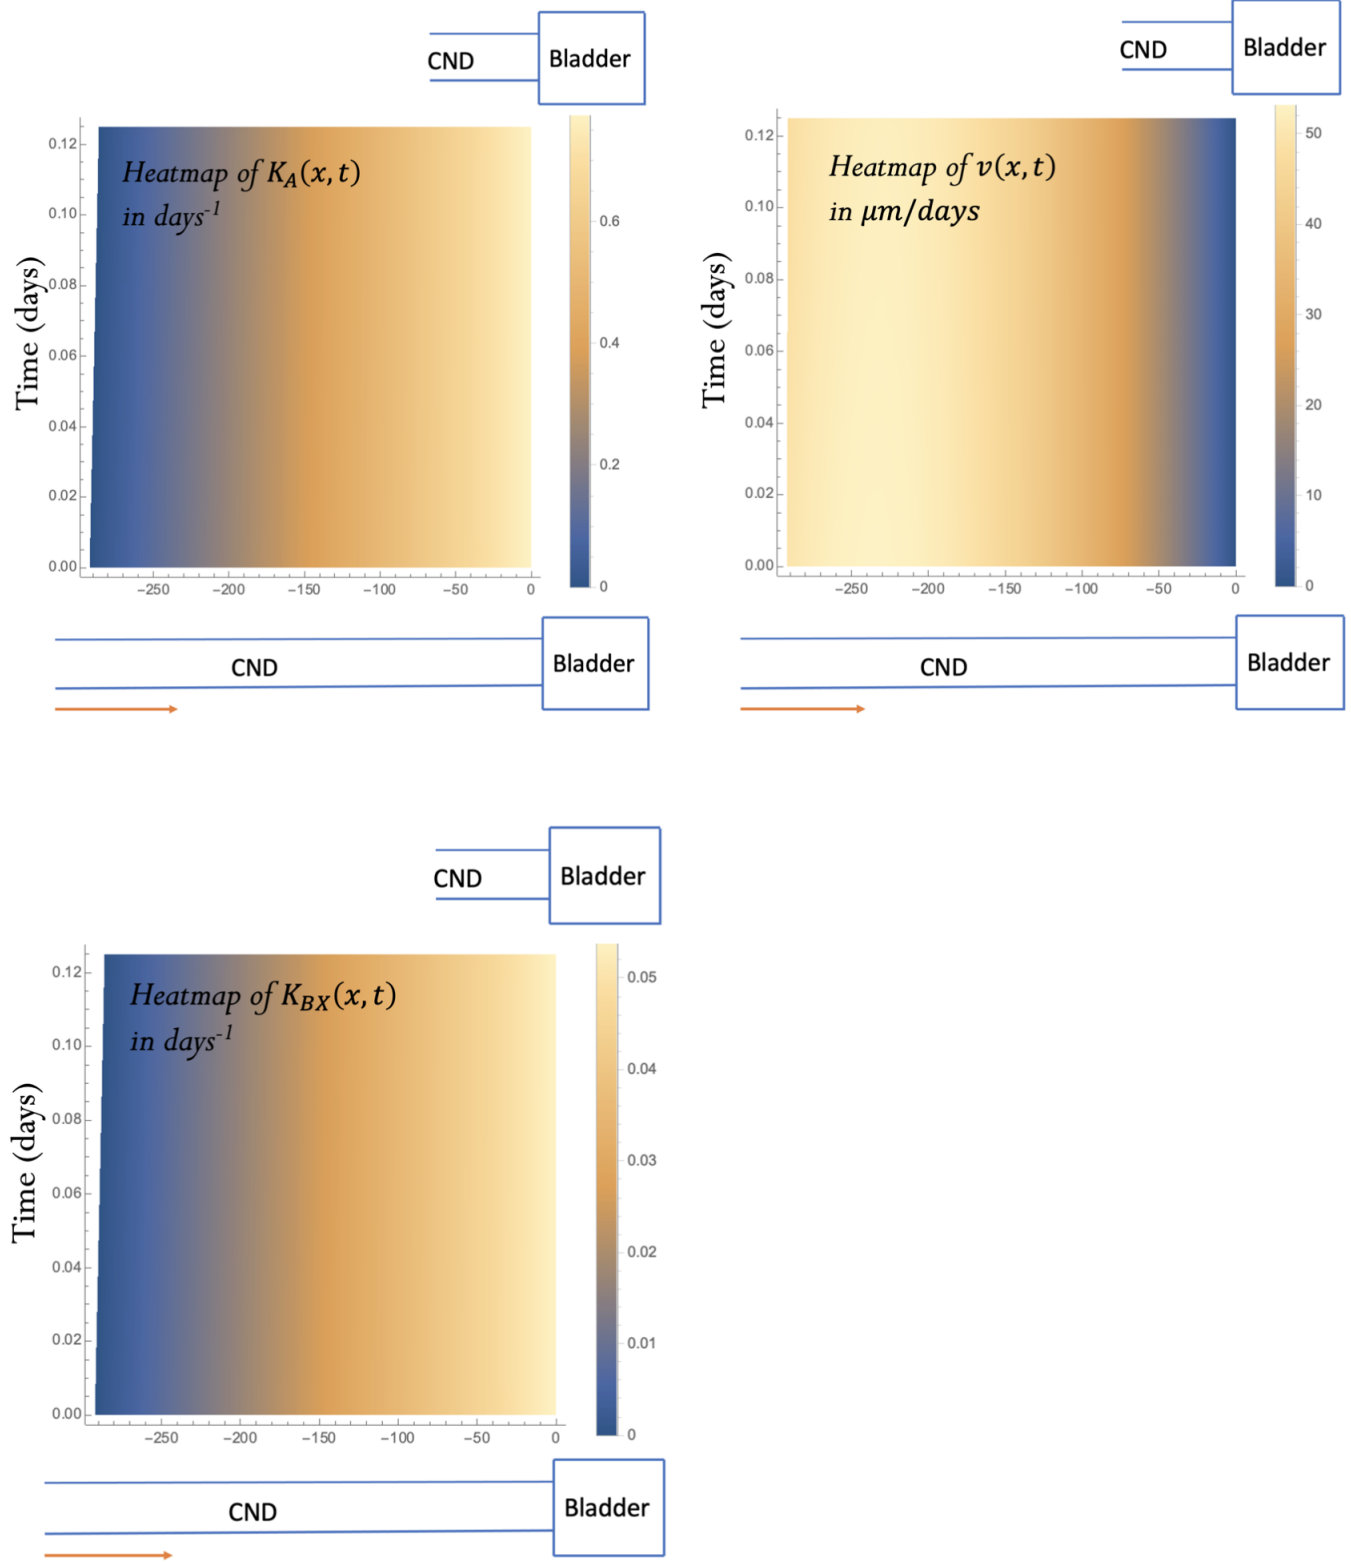 CND
Bladder
Heatmap of K_A(x, t)
in days⁻¹
Time (days)
0.12
0.10
0.08
0.06
0.04
0.02
0.00
−250
−200
−150
−100
−50
0
0.6
0.4
0.2
0
CND
Bladder
CND
Bladder
Heatmap of v(x, t)
in μm/days
Time (days)
0.12
0.10
0.08
0.06
0.04
0.02
0.00
−250
−200
−150
−100
−50
0
50
40
30
20
10
0
CND
Bladder
CND
Bladder
Heatmap of K_BX(x, t)
in days⁻¹
Time (days)
0.12
0.10
0.08
0.06
0.04
0.02
0.00
−250
−200
−150
−100
−50
0
0.05
0.04
0.03
0.02
0.01
0
CND
Bladder